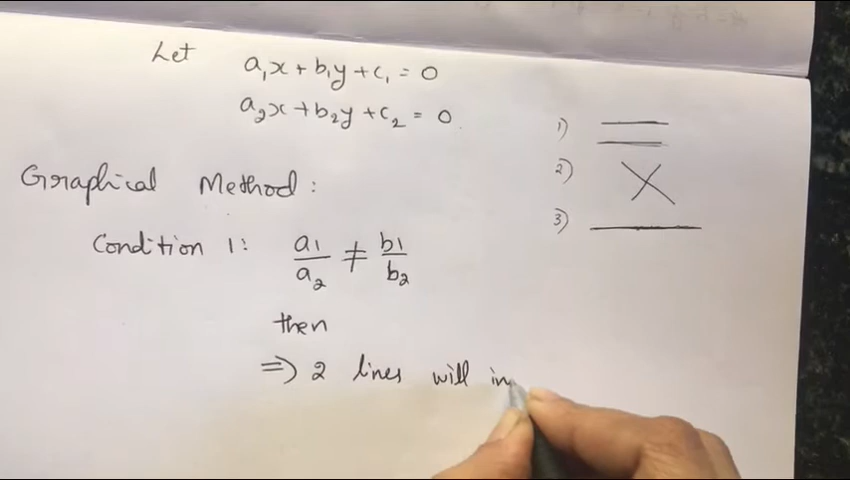 Let a₁x + b₁y + c₁ = 0
a₂x + b₂y + c₂ = 0
1)
2)
3)
Graphical Method :
Condition 1: a₁/a₂ ≠ b₁/b₂
then
⇒ 2 lines will in